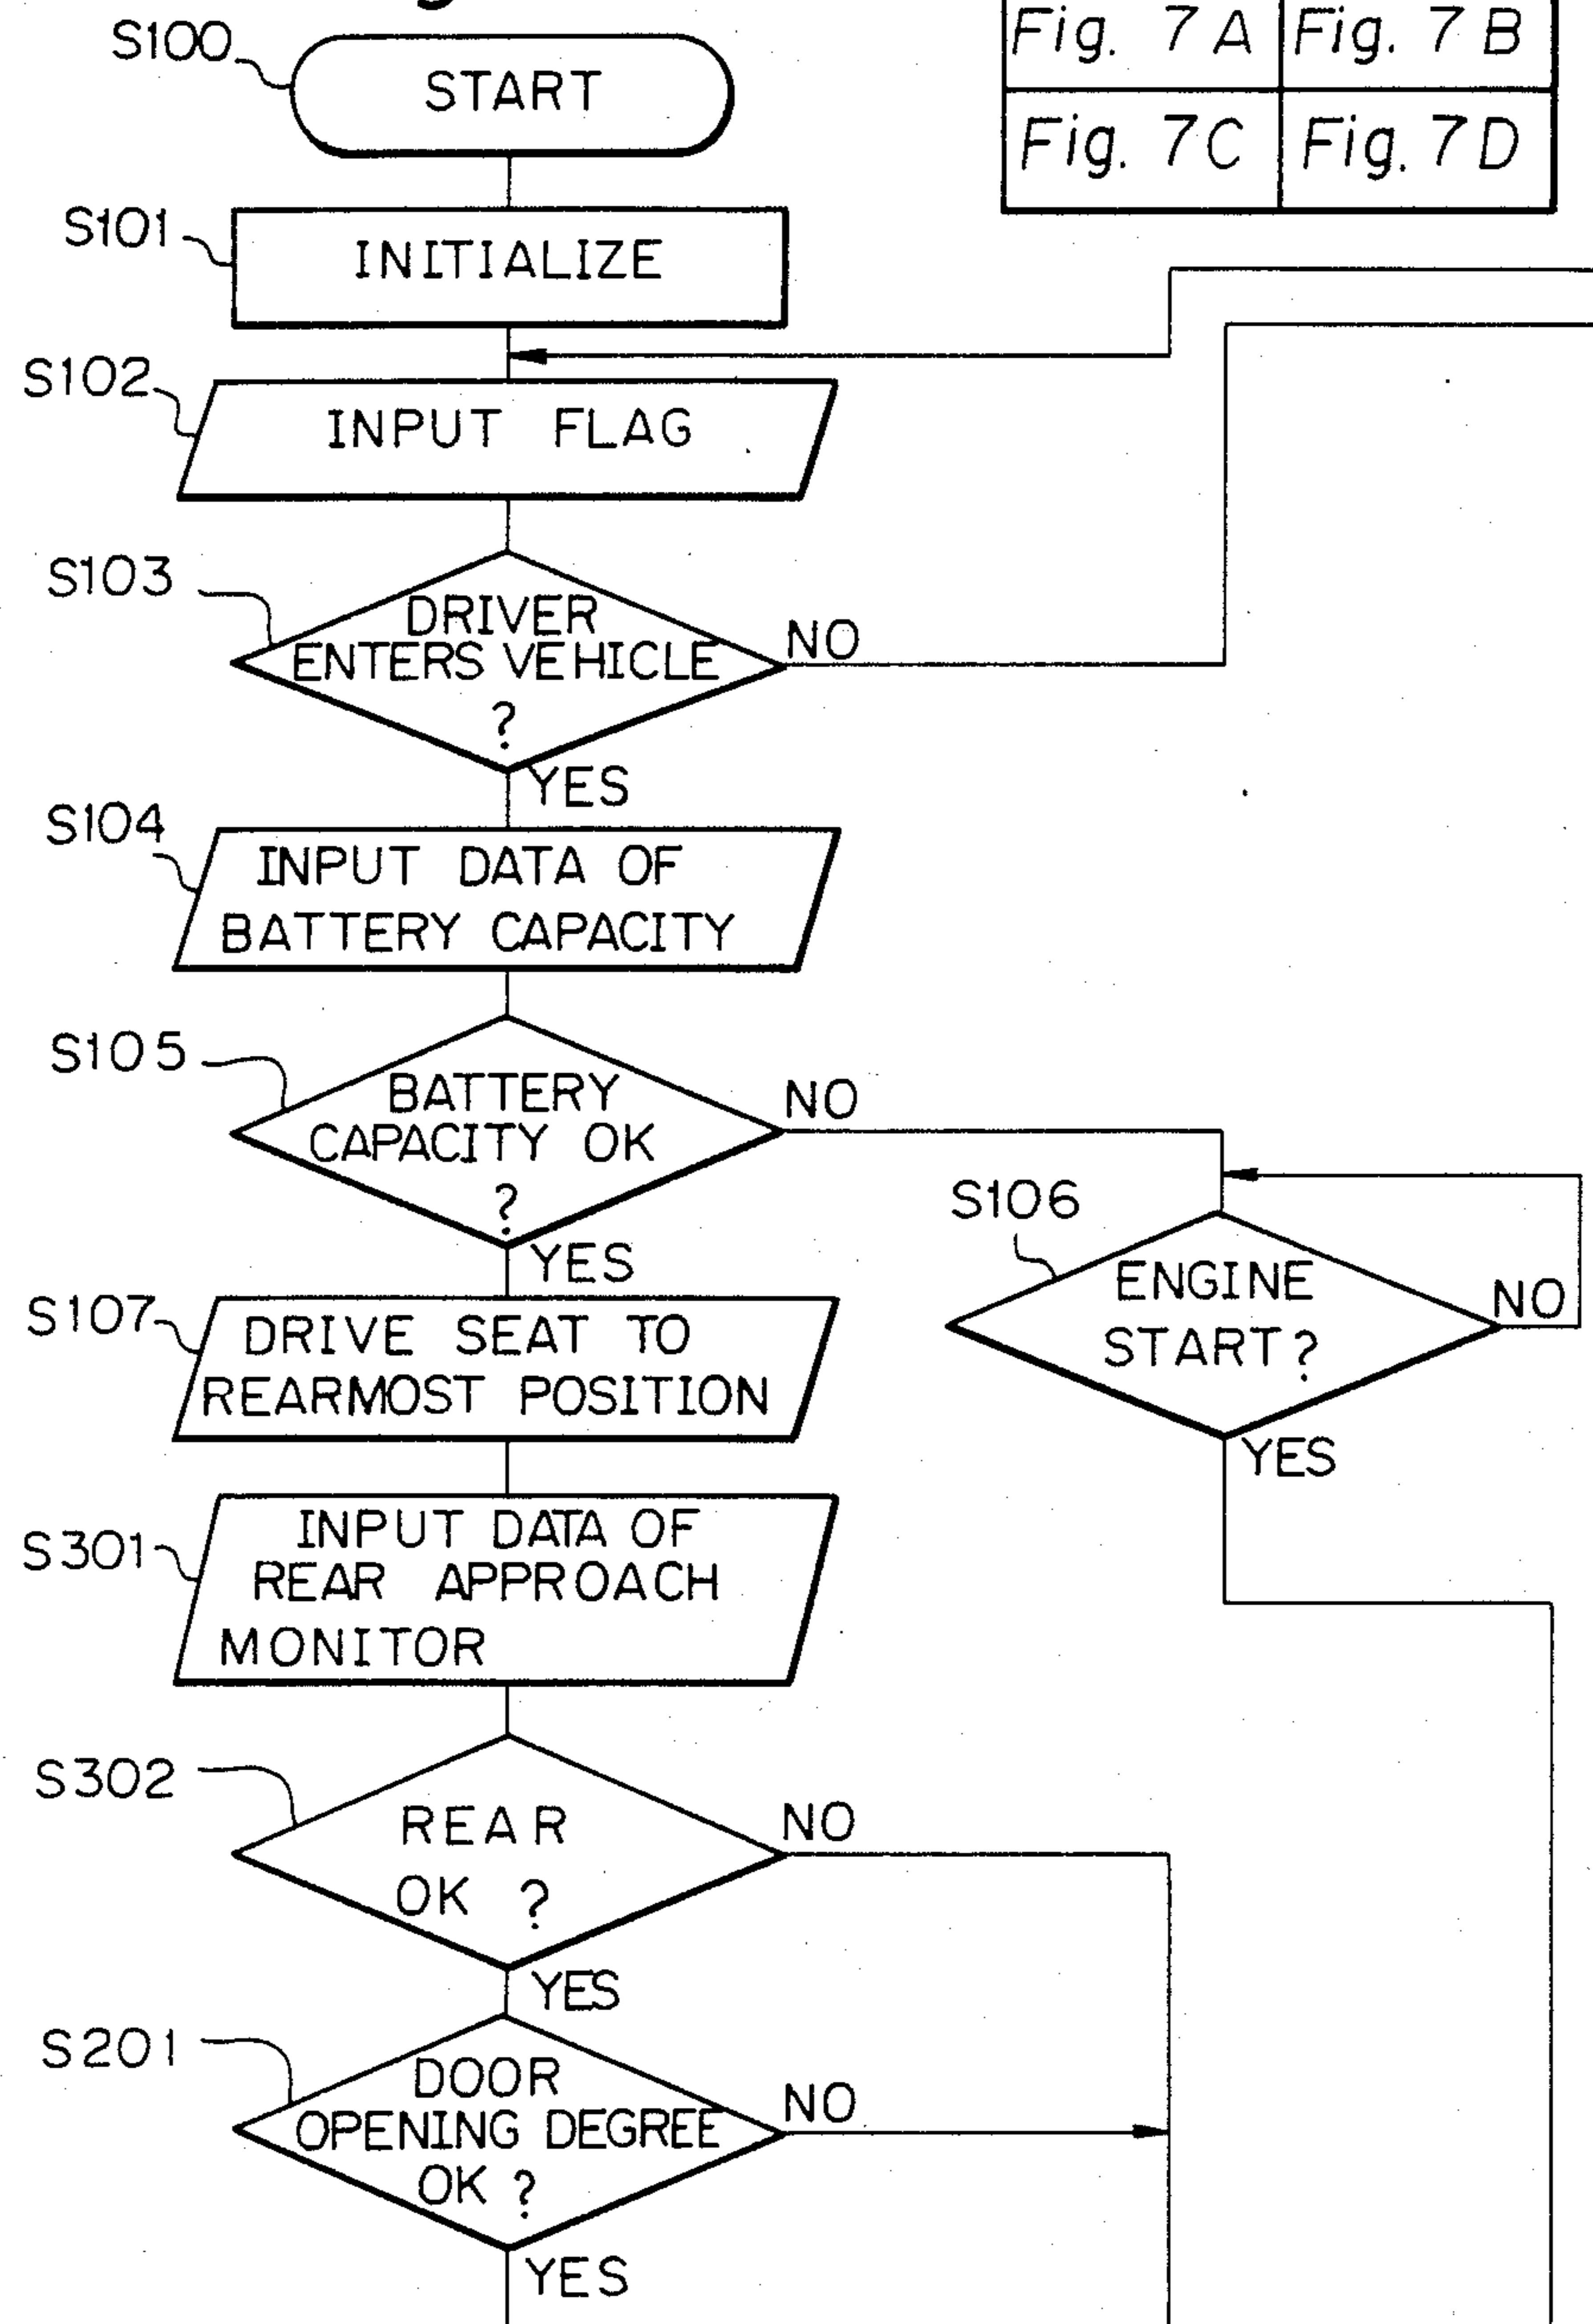 Fig. 7A Fig. 7B
Fig. 7C Fig. 7D
S100
START
S101
INITIALIZE
S102
INPUT FLAG
S103
DRIVER
ENTERS VEHICLE
?
NO
YES
S104
INPUT DATA OF
BATTERY CAPACITY
S105
BATTERY
CAPACITY OK
?
NO
YES
S106
ENGINE
START?
NO
YES
S107
DRIVE SEAT TO
REARMOST POSITION
S301
INPUT DATA OF
REAR APPROACH
MONITOR
S302
REAR
OK ?
NO
YES
S201
DOOR
OPENING DEGREE
OK ?
NO
YES